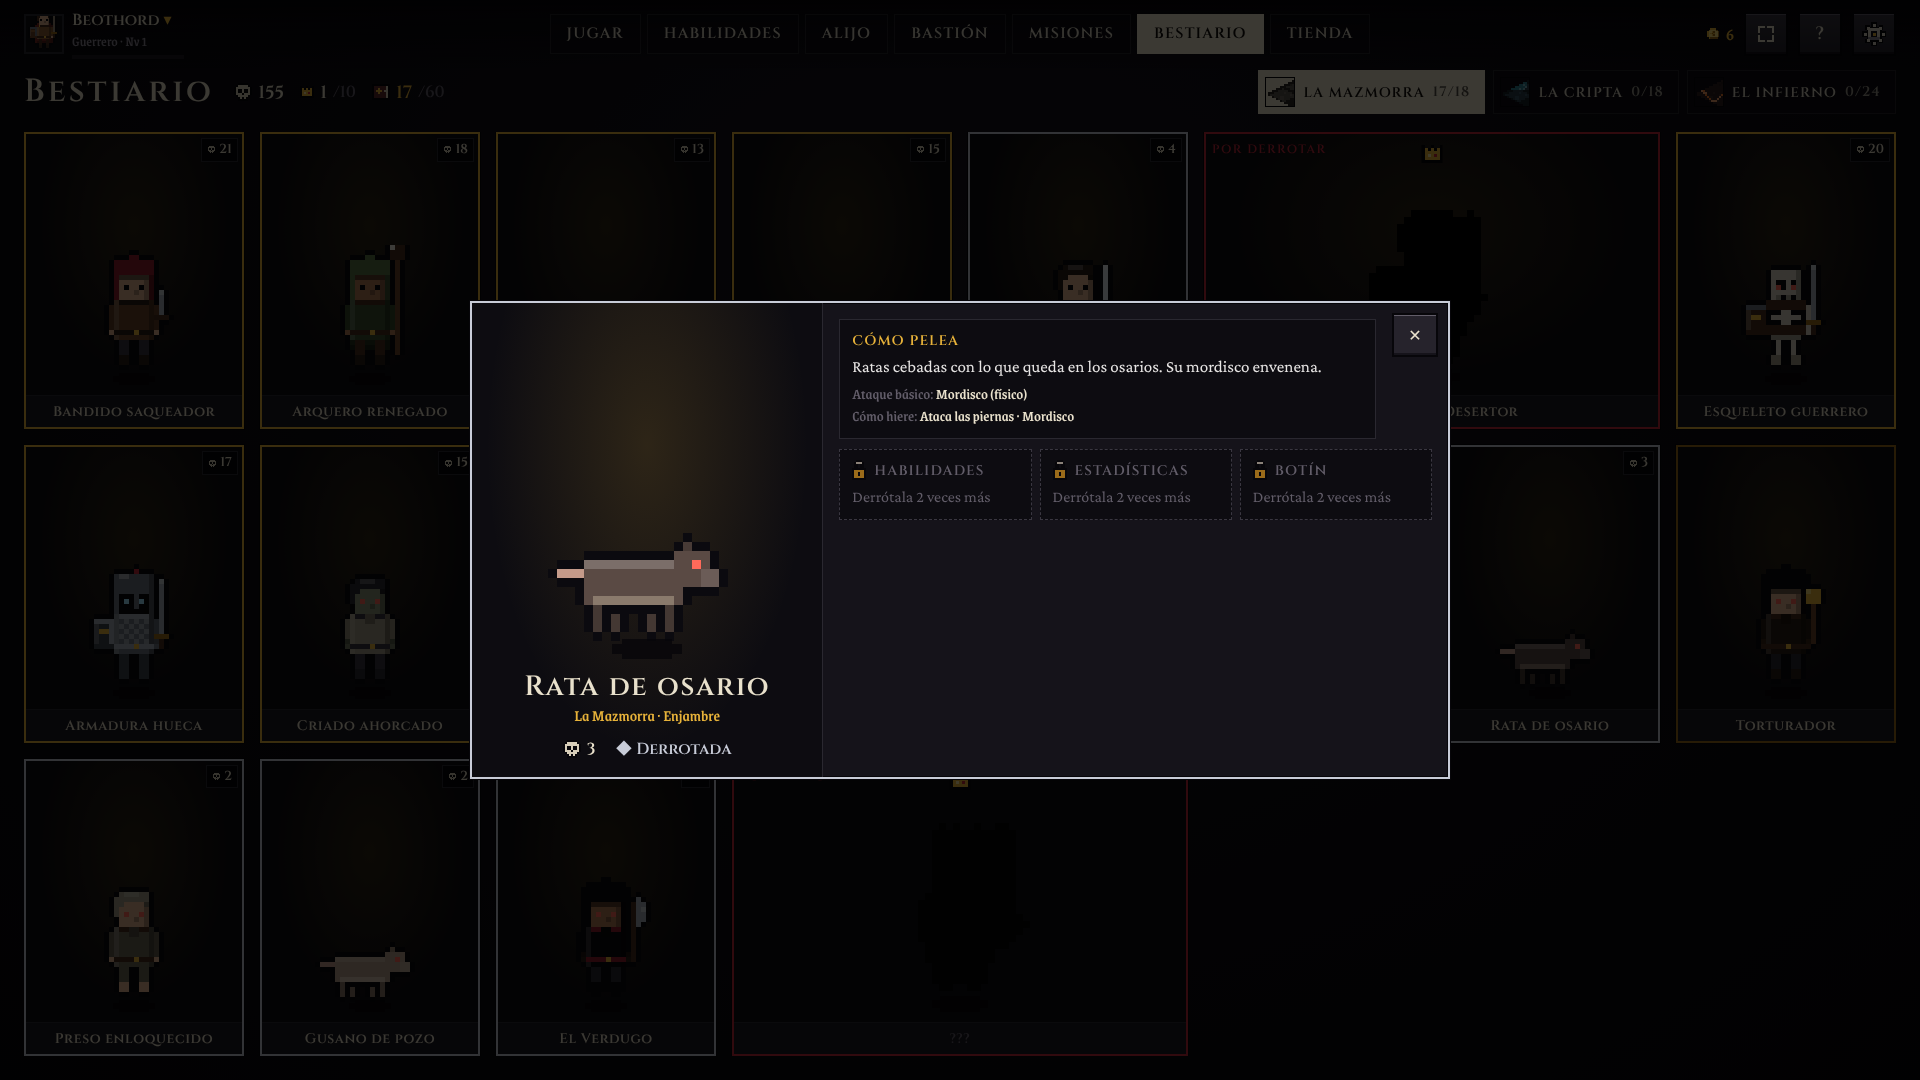 Beothord
Guerrero · Nv 1
JUGAR
HABILIDADES
ALIJO
BASTIÓN
MISIONES
BESTIARIO
TIENDA
6
?
BESTIARIO
155
1 /10
17 /60
LA MAZMORRA 17/18
LA CRIPTA 0/18
EL INFIERNO 0/24
21
18
13
15
4
POR DERROTAR
20
BANDIDO SAQUEADOR
ARQUERO RENEGADO
DESERTOR
ESQUELETO GUERRERO
CÓMO PELEA
Ratas cebadas con lo que queda en los osarios. Su mordisco envenena.
Ataque básico: Mordisco (físico)
Cómo hiere: Ataca las piernas · Mordisco
HABILIDADES
Derrótala 2 veces más
ESTADÍSTICAS
Derrótala 2 veces más
BOTÍN
Derrótala 2 veces más
RATA DE OSARIO
La Mazmorra · Enjambre
3
DERROTADA
17
15
3
ARMADURA HUECA
CRIADO AHORCADO
RATA DE OSARIO
TORTURADOR
2
2
PRESO ENLOQUECIDO
GUSANO DE POZO
EL VERDUGO
???